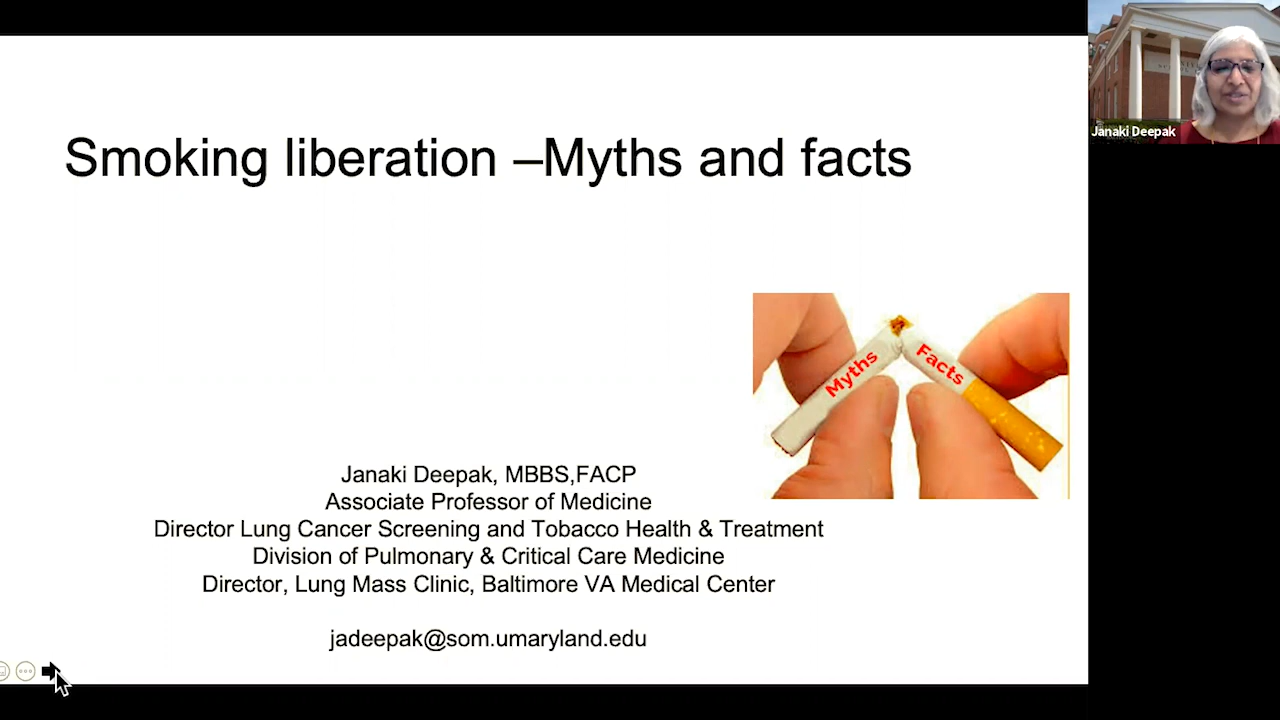 Smoking liberation –Myths and facts
Janaki Deepak
Myths
Facts
Janaki Deepak, MBBS,FACP
Associate Professor of Medicine
Director Lung Cancer Screening and Tobacco Health & Treatment
Division of Pulmonary & Critical Care Medicine
Director, Lung Mass Clinic, Baltimore VA Medical Center
jadeepak@som.umaryland.edu